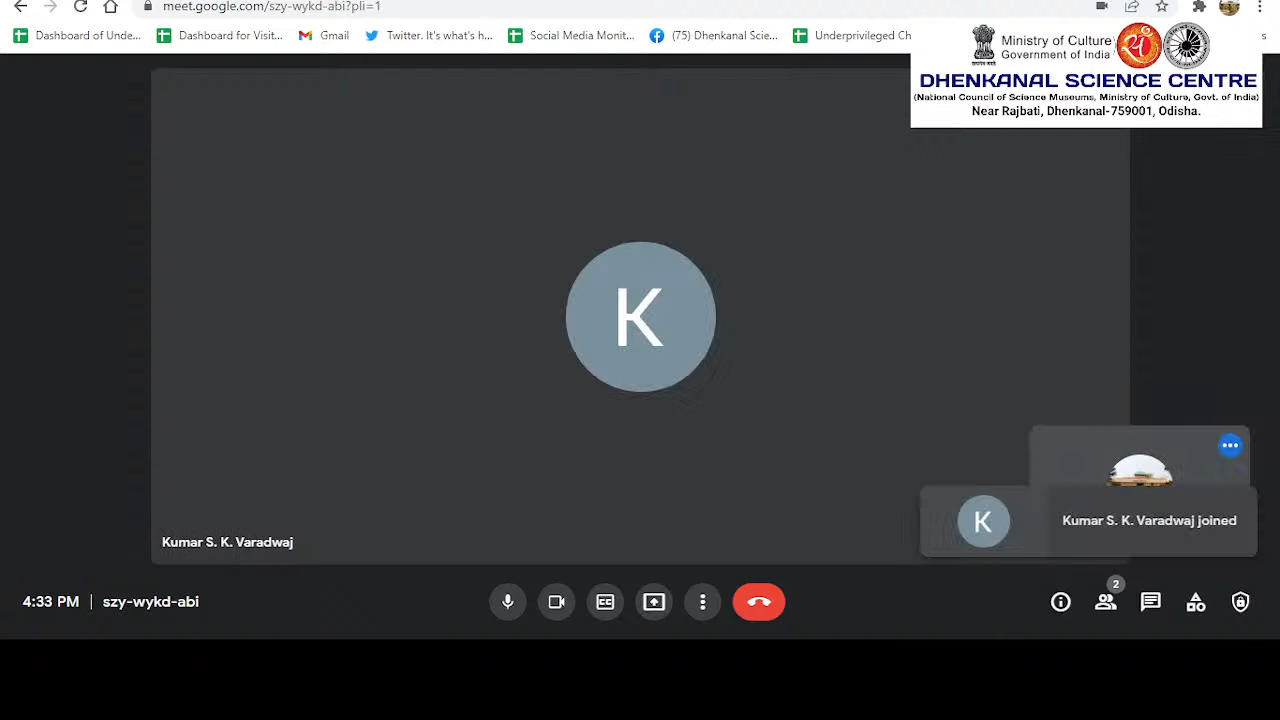 meet.google.com/szy-wykd-abi?pli=1
Dashboard of Unde...
Dashboard for Visit...
Gmail
Twitter. It's what's h...
Social Media Monit...
(75) Dhenkanal Scie...
Underprivileged Ch
Ministry of Culture
Government of India
DHENKANAL SCIENCE CENTRE
(National Council of Science Museums, Ministry of Culture, Govt. of India)
Near Rajbati, Dhenkanal-759001, Odisha.
K
K
Kumar S. K. Varadwaj joined
Kumar S. K. Varadwaj
4:33 PM | szy-wykd-abi
CC
2